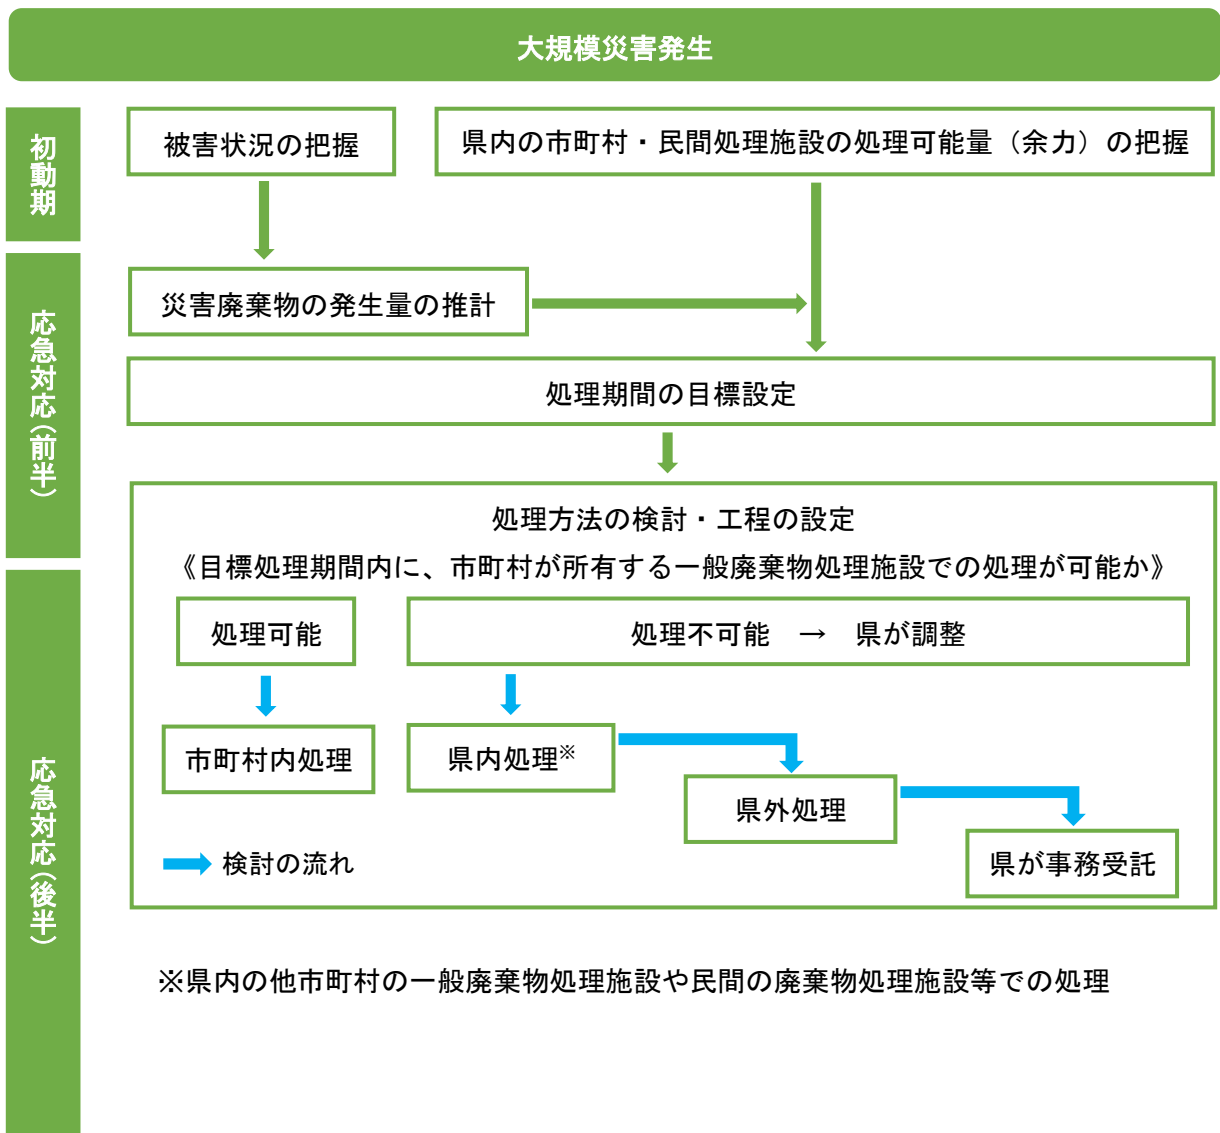 大規模災害発生
初動期
被害状況の把握
県内の市町村・民間処理施設の処理可能量（余力）の把握
応急対応(前半)
災害廃棄物の発生量の推計
処理期間の目標設定
処理方法の検討・工程の設定
《目標処理期間内に、市町村が所有する一般廃棄物処理施設での処理が可能か》
応急対応(後半)
処理可能
処理不可能　→　県が調整
市町村内処理
県内処理※
県外処理
県が事務受託
検討の流れ
※県内の他市町村の一般廃棄物処理施設や民間の廃棄物処理施設等での処理